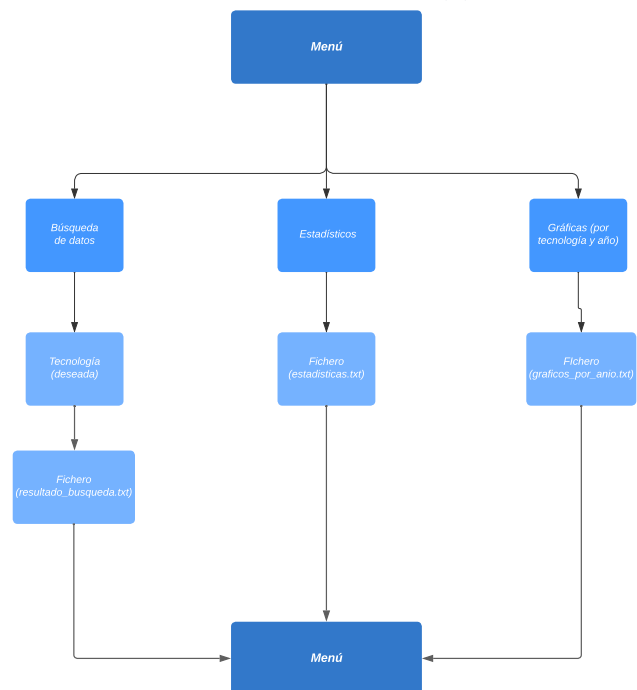 Menú
Búsqueda
de datos
Estadísticos
Gráficas (por
tecnología y año)
Tecnología
(deseada)
Fichero
(estadisticas.txt)
FIchero
(graficos_por_anio.txt)
Fichero
(resultado_busqueda.txt)
Menú